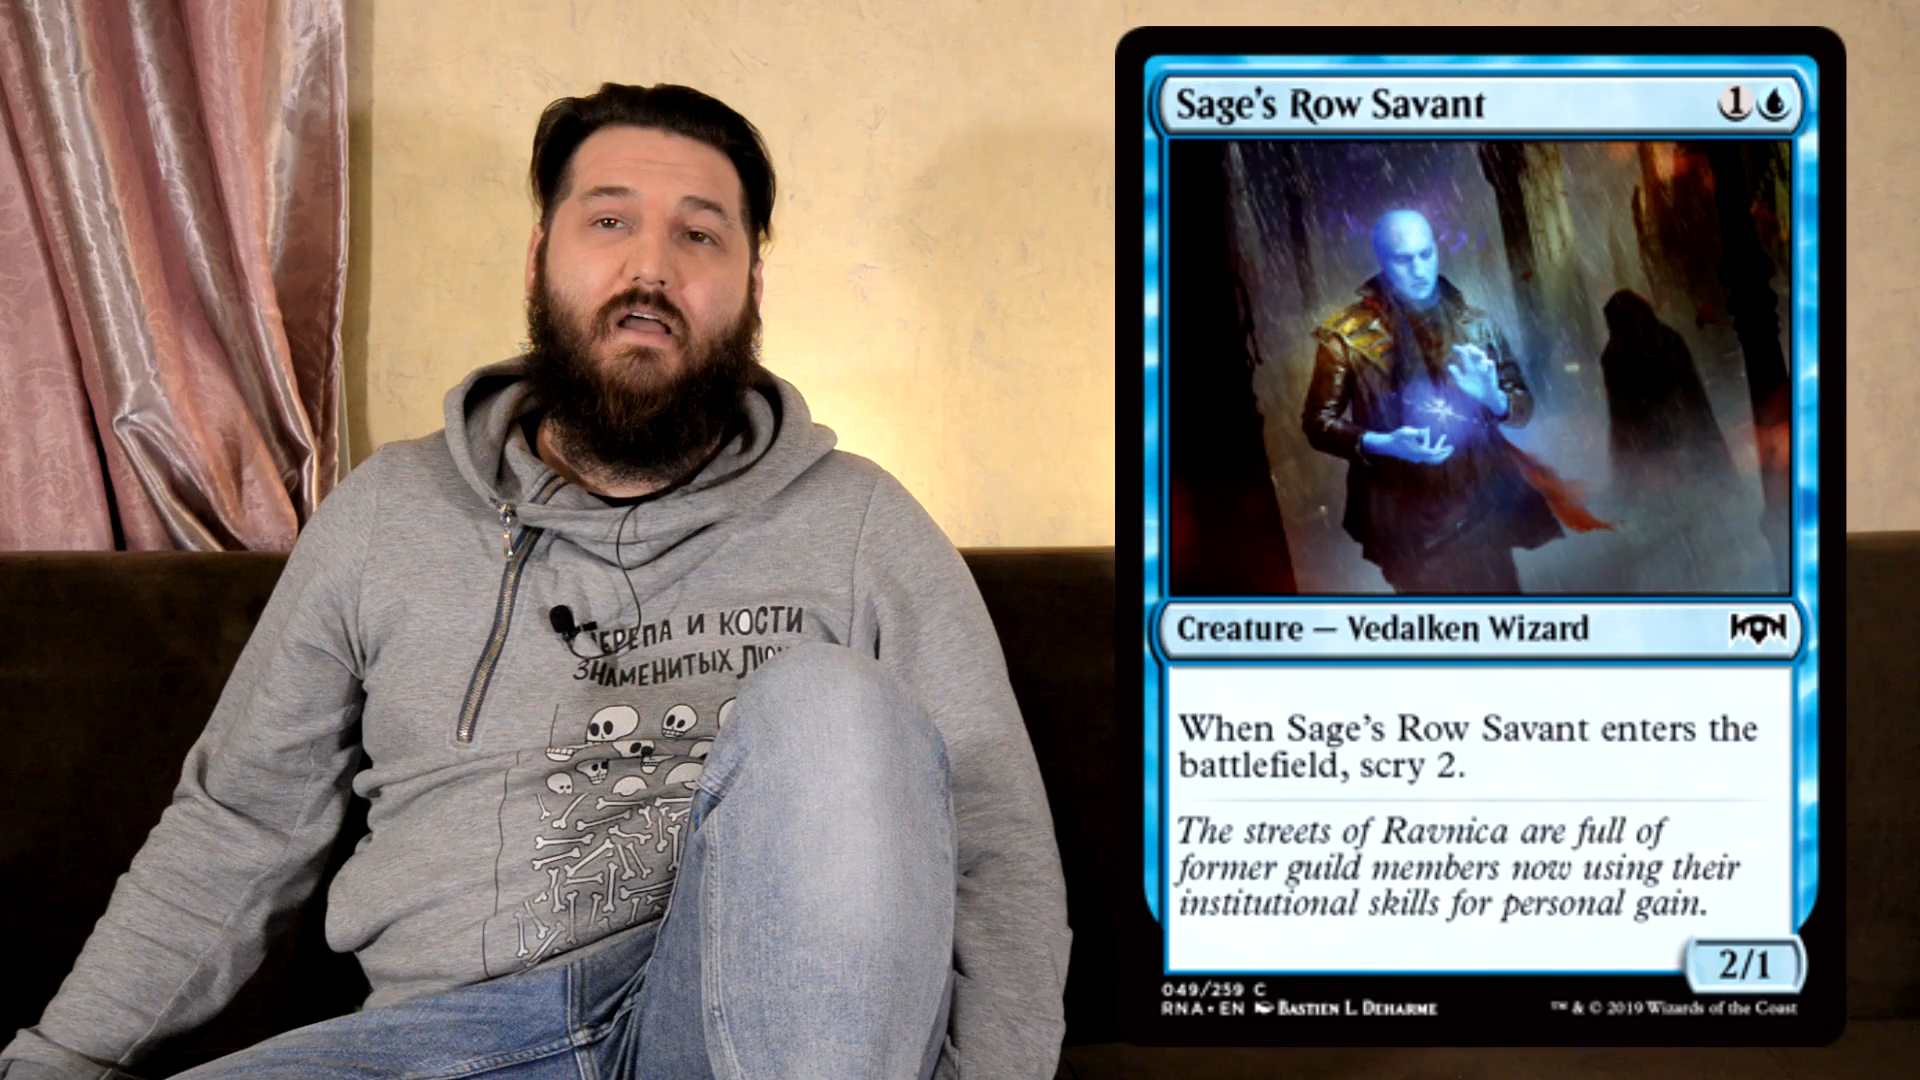 ЧЕРЕПА И КОСТИ
ЗНАМЕНИТЫХ
Sage's Row Savant
1
Creature — Vedalken Wizard
When Sage's Row Savant enters the
battlefield, scry 2.
The streets of Ravnica are full of
former guild members now using their
institutional skills for personal gain.
2/1
049/259 C
RNA • EN Bastien L. Deharme
™ & © 2019 Wizards of the Coast